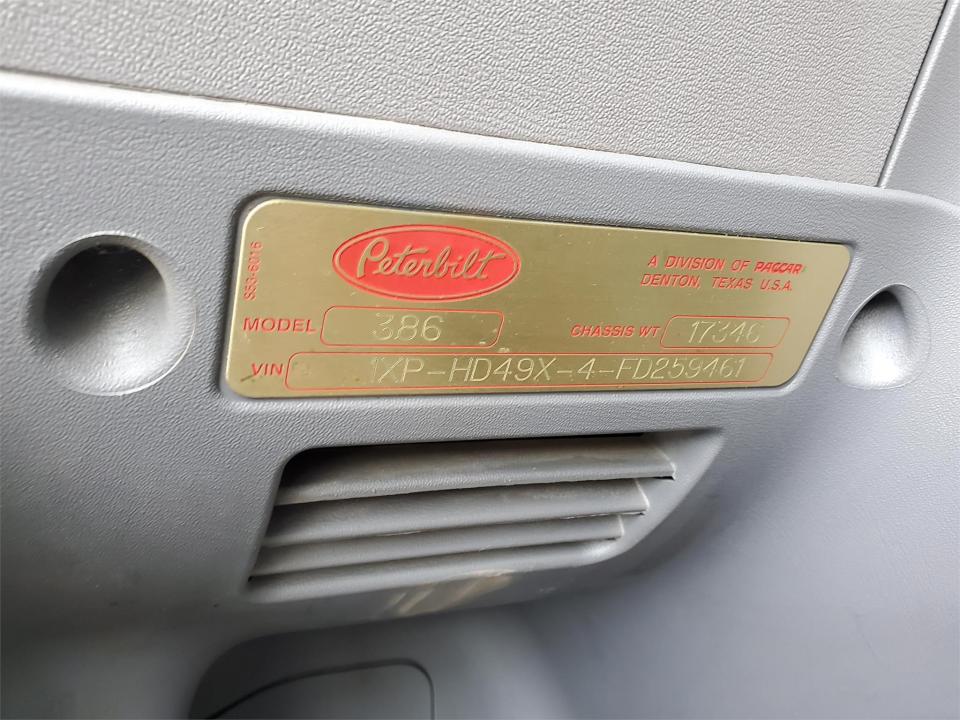 S53-6016
Peterbilt
A DIVISION OF PACCAR
DENTON, TEXAS U.S.A.
MODEL 386
CHASSIS WT 17346
VIN 1XP-HD49X-4-FD259461